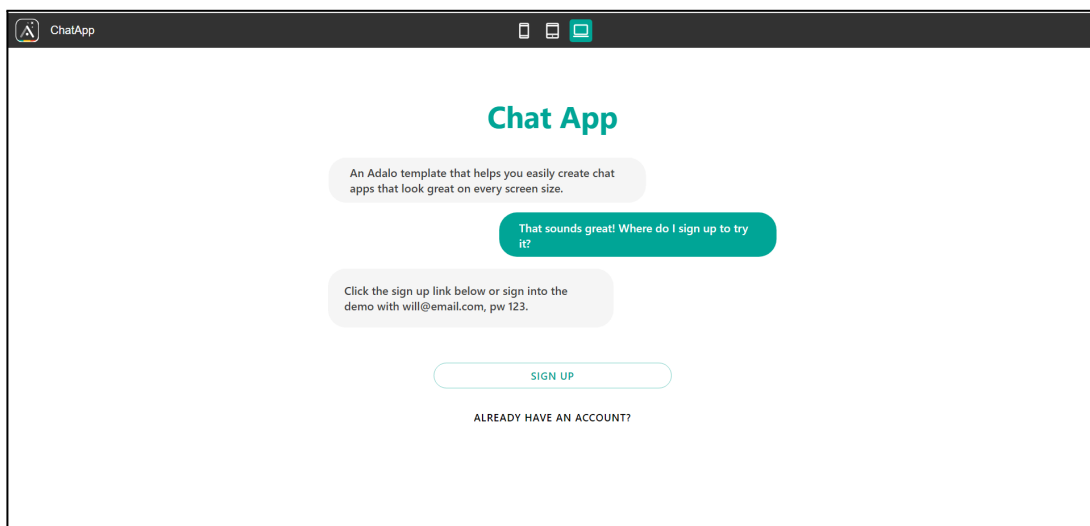 ChatApp
Chat App
An Adalo template that helps you easily create chat
apps that look great on every screen size.
That sounds great! Where do I sign up to try
it?
Click the sign up link below or sign into the
demo with will@email.com, pw 123.
SIGN UP
ALREADY HAVE AN ACCOUNT?